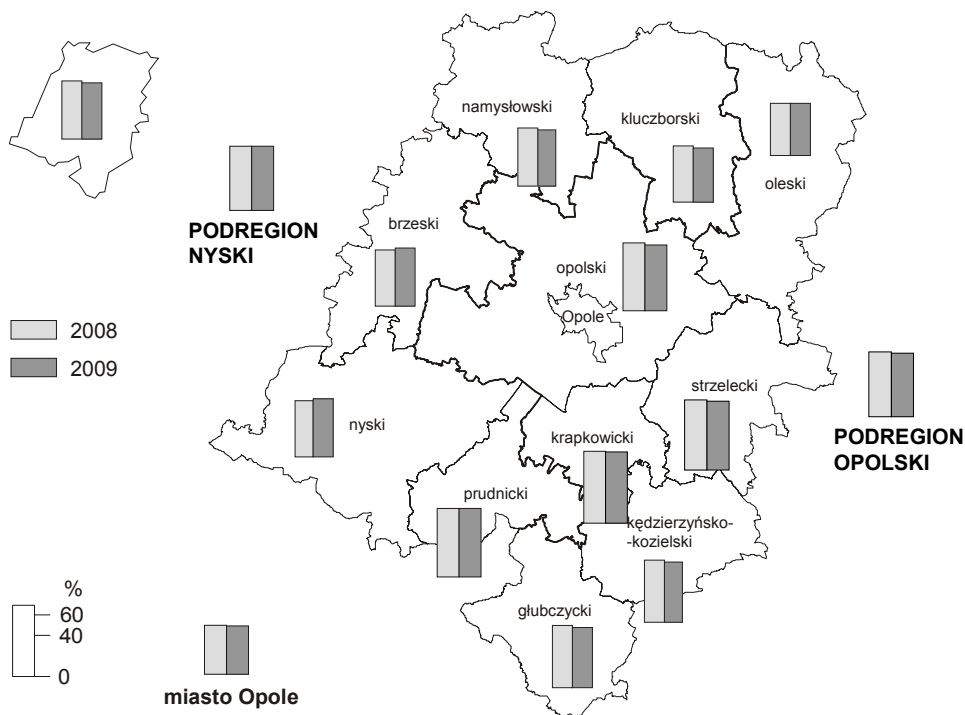 namysłowski
kluczborski
oleski
PODREGION
NYSKI
brzeski
opolski
Opole
2008
2009
strzelecki
nyski
krapkowicki
PODREGION
OPOLSKI
prudnicki
kędzierzyńsko-
-kozielski
głubczycki
%
60
40
0
miasto Opole